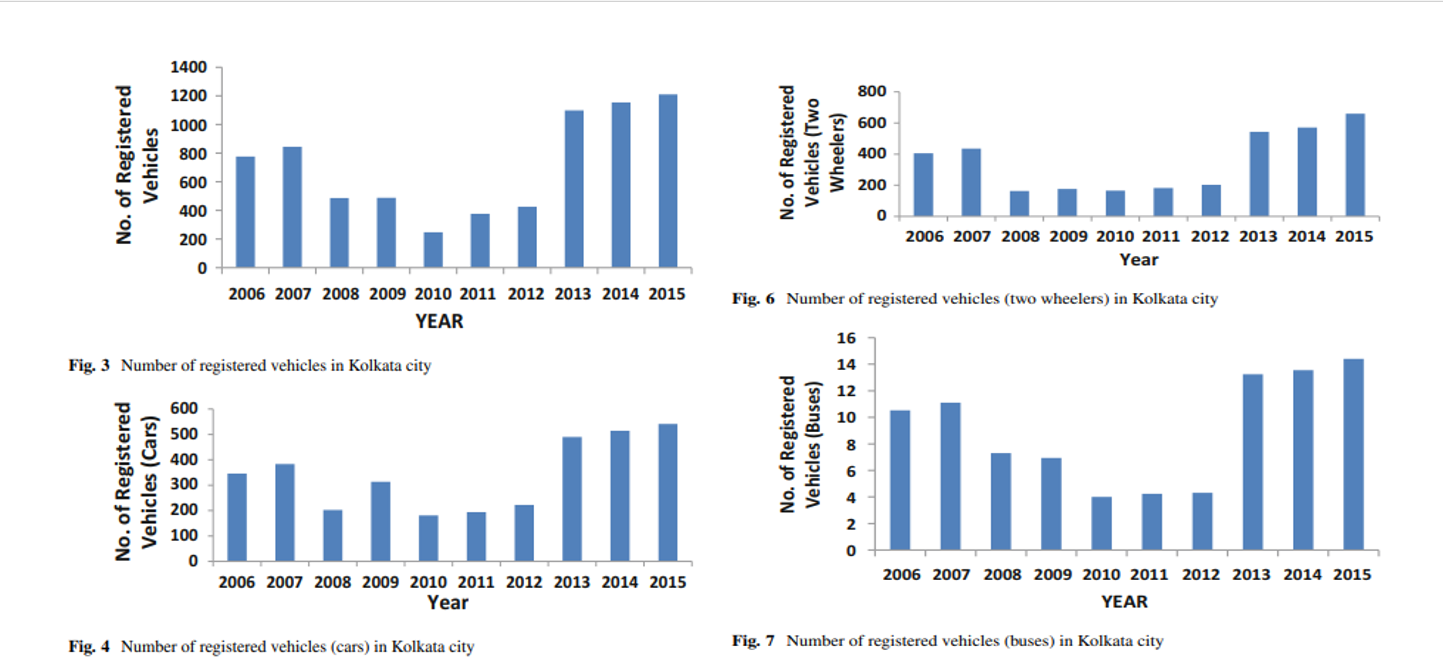 No. of Registered
Vehicles
1400
1200
1000
800
600
400
200
0
2006 2007 2008 2009 2010 2011 2012 2013 2014 2015
YEAR
Fig. 3 Number of registered vehicles in Kolkata city
No. of Registered
Vehicles (Cars)
600
500
400
300
200
100
0
2006 2007 2008 2009 2010 2011 2012 2013 2014 2015
Year
Fig. 4 Number of registered vehicles (cars) in Kolkata city
No. of Registered
Vehicles (Two
Wheelers)
800
600
400
200
0
2006 2007 2008 2009 2010 2011 2012 2013 2014 2015
Year
Fig. 6 Number of registered vehicles (two wheelers) in Kolkata city
No. of Registered
Vehicles (Buses)
16
14
12
10
8
6
4
2
0
2006 2007 2008 2009 2010 2011 2012 2013 2014 2015
YEAR
Fig. 7 Number of registered vehicles (buses) in Kolkata city